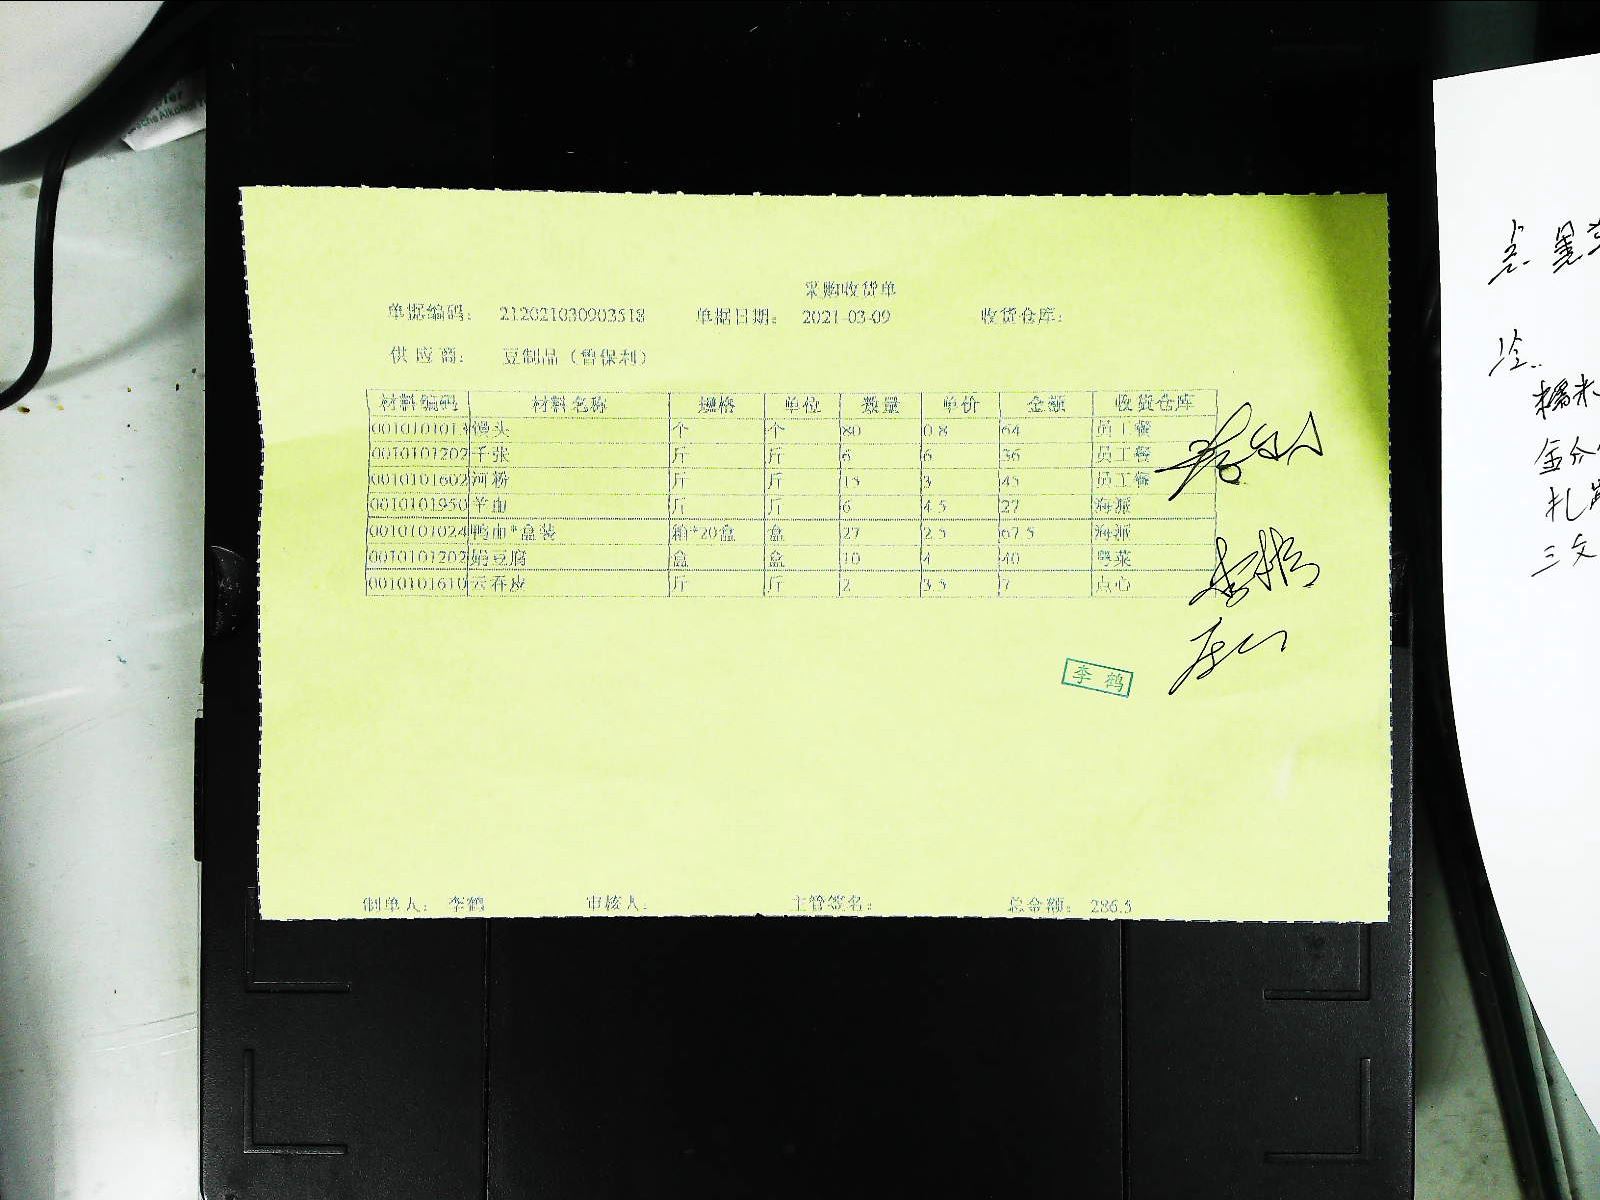 采购收货单
单据编码： 212021030903518 单据日期： 2021-03-09 收货仓库：
供 应 商： 豆制品（曾保利）
材料编码 材料名称 规格 单位 数量 单价 金额 收货仓库
001010101 馒头 个 个 80 0.8 64 员工餐
0010101202 千张 斤 斤 6 6 36 员工餐
0010101602 河粉 斤 斤 15 3 45 员工餐
0010101950 羊血 斤 斤 6 4.5 27 海派
0010101024 鸭血*盒装 箱*20盒 盒 27 2.5 67.5 海派
0010101202 绢豆腐 盒 盒 10 4 40 粤菜
0010101610 云吞皮 斤 斤 2 3.5 7 点心
李 鹤
制单人： 李鹤 审核人： 主管签名： 总金额： 286.5
糯米
三文